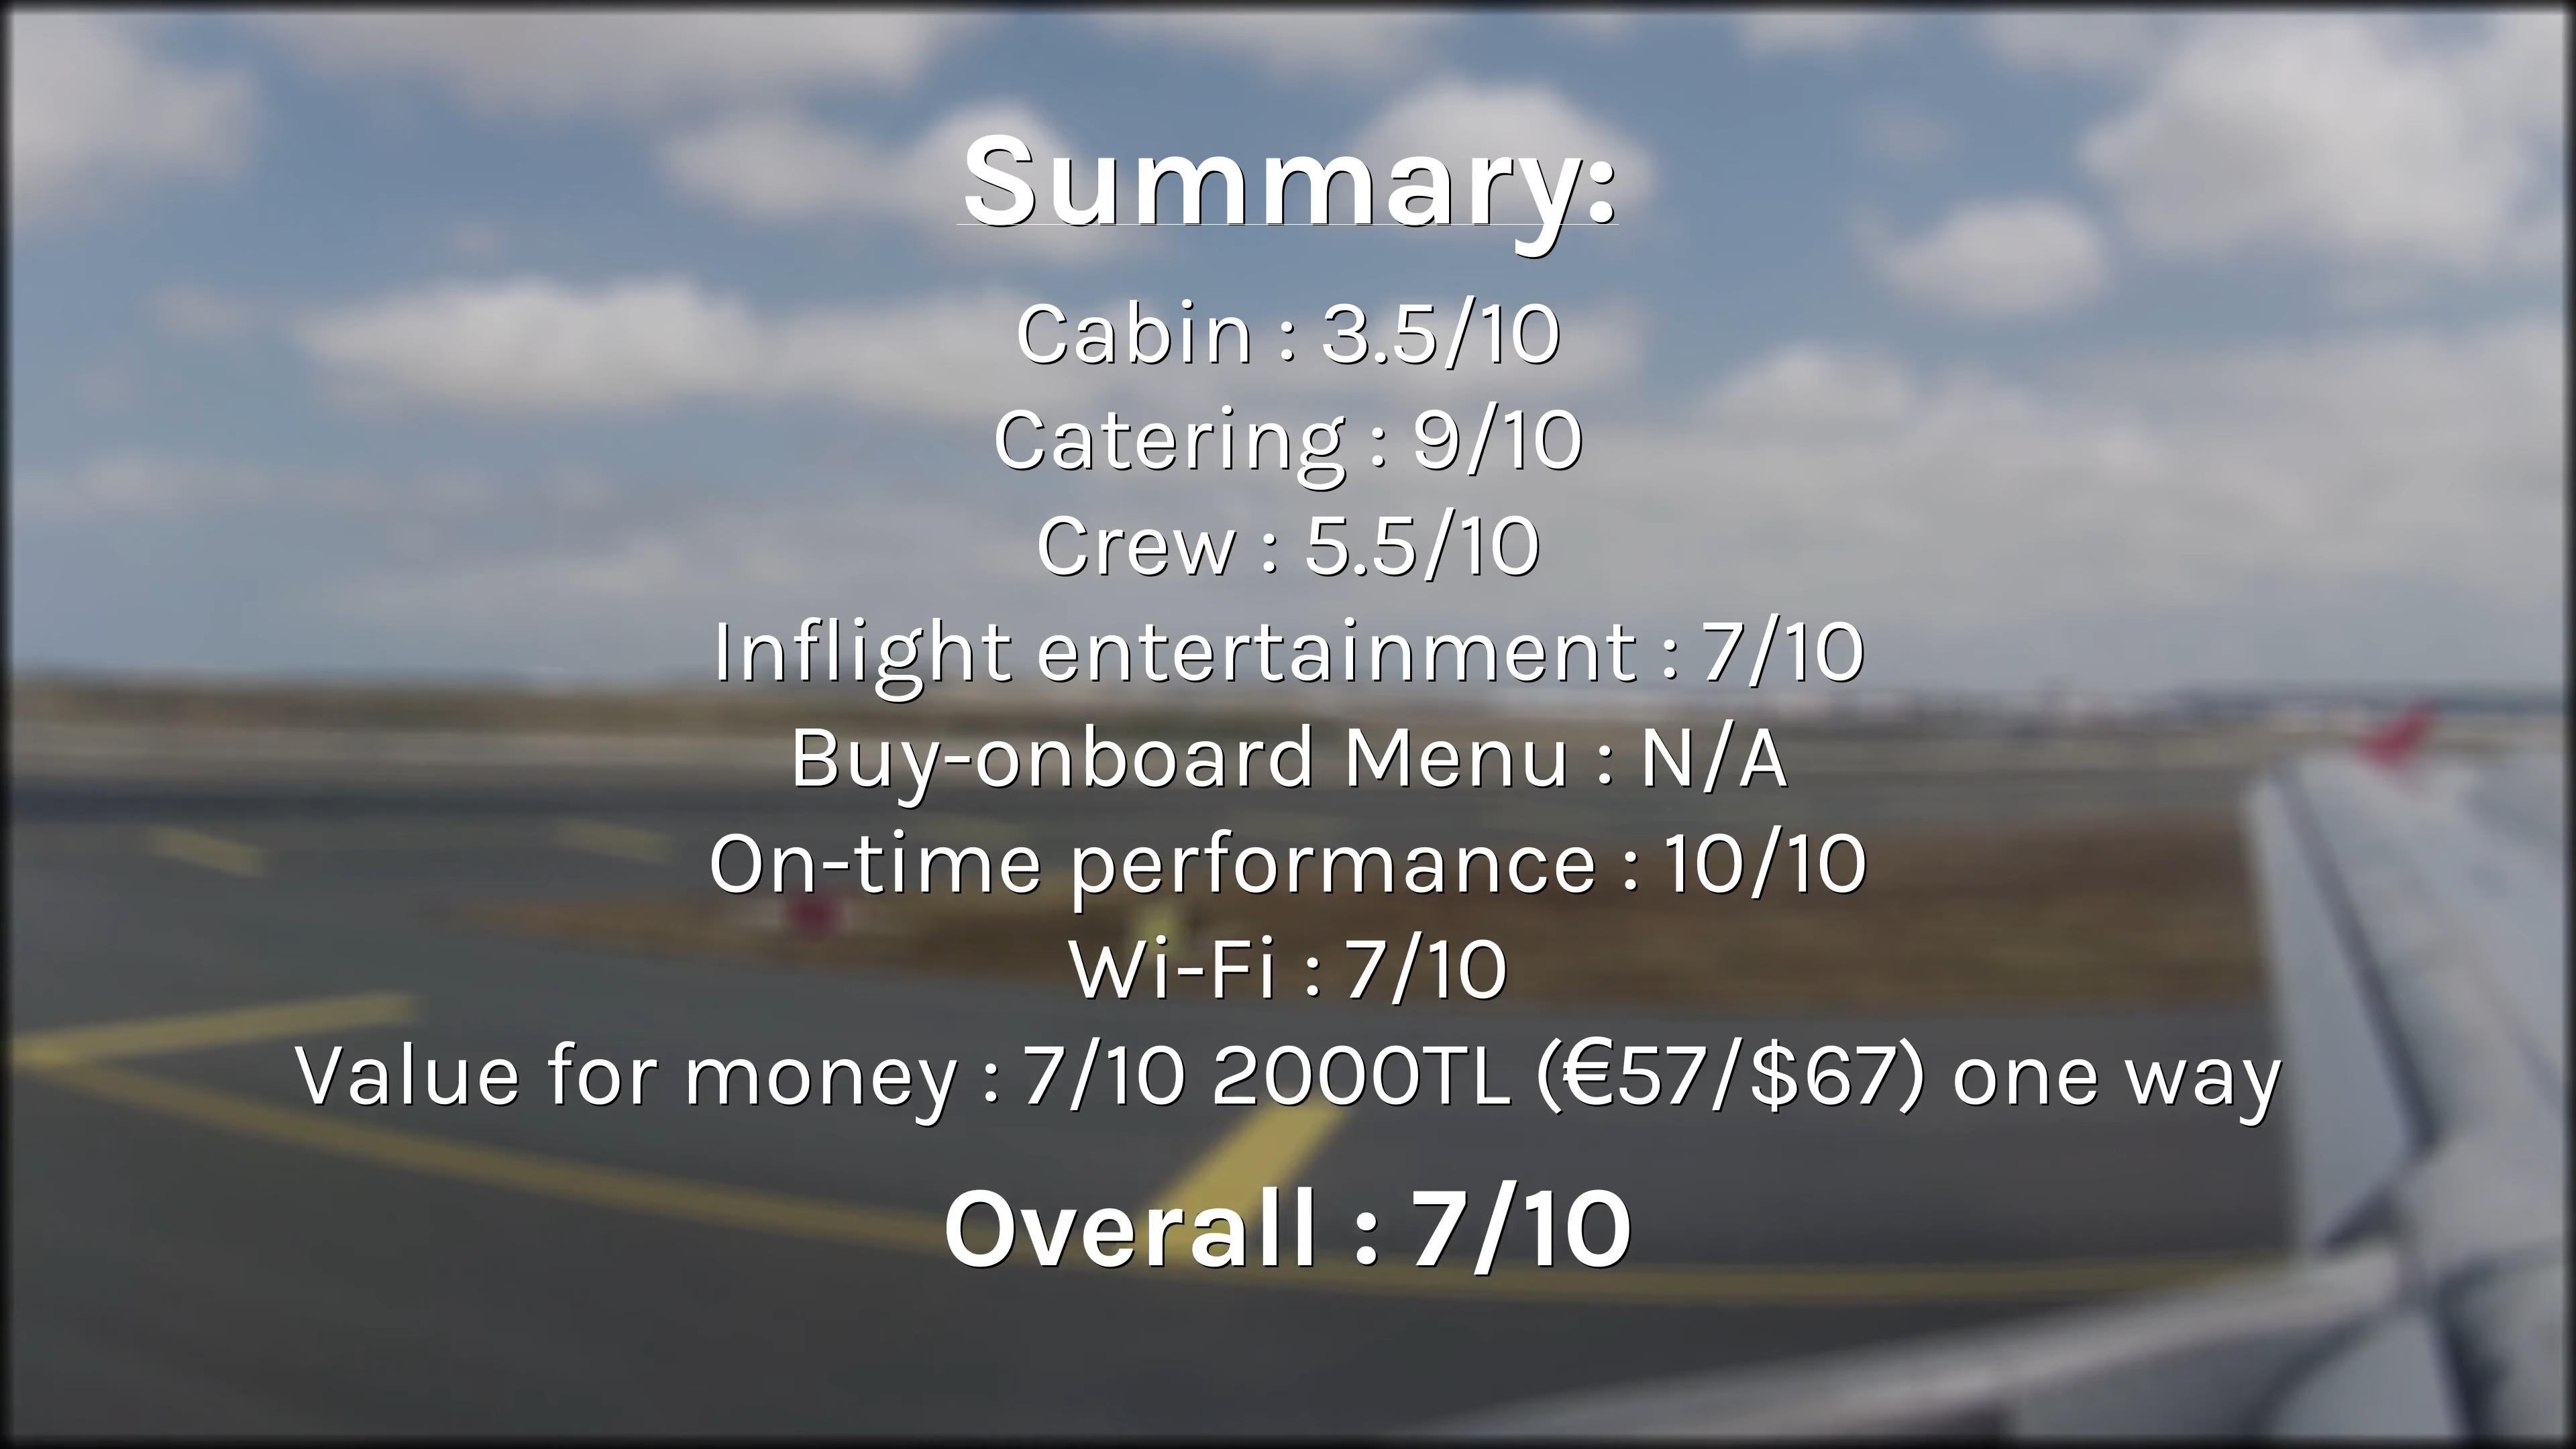 Summary:
Cabin : 3.5/10
Catering : 9/10
Crew : 5.5/10
Inflight entertainment : 7/10
Buy-onboard Menu : N/A
On-time performance : 10/10
Wi-Fi : 7/10
Value for money : 7/10 2000TL (€57/$67) one way
Overall : 7/10